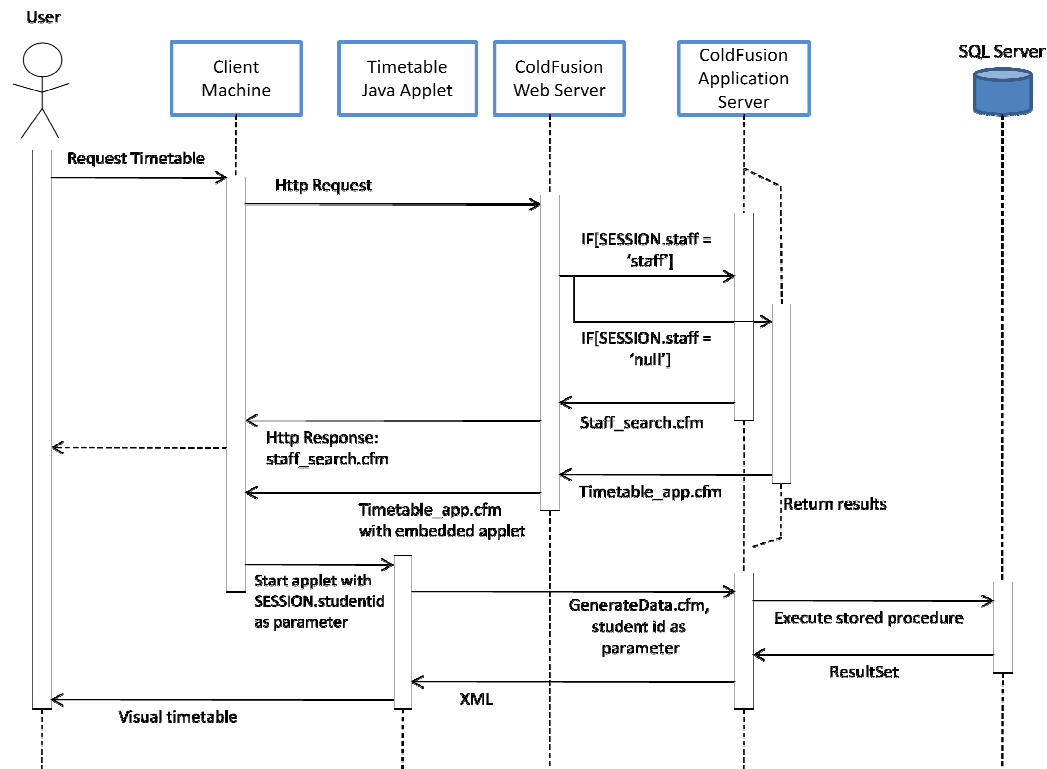 User
Client
Machine
Timetable
Java Applet
ColdFusion
Web Server
ColdFusion
Application
Server
SQL Server
Request Timetable
Http Request
IF[SESSION.staff =
‘staff’]
IF[SESSION.staff =
‘null’]
Staff_search.cfm
Http Response:
staff_search.cfm
Timetable_app.cfm
Return results
Timetable_app.cfm
with embedded applet
Start applet with
SESSION.studentid
as parameter
GenerateData.cfm,
student id as
parameter
Execute stored procedure
ResultSet
XML
Visual timetable